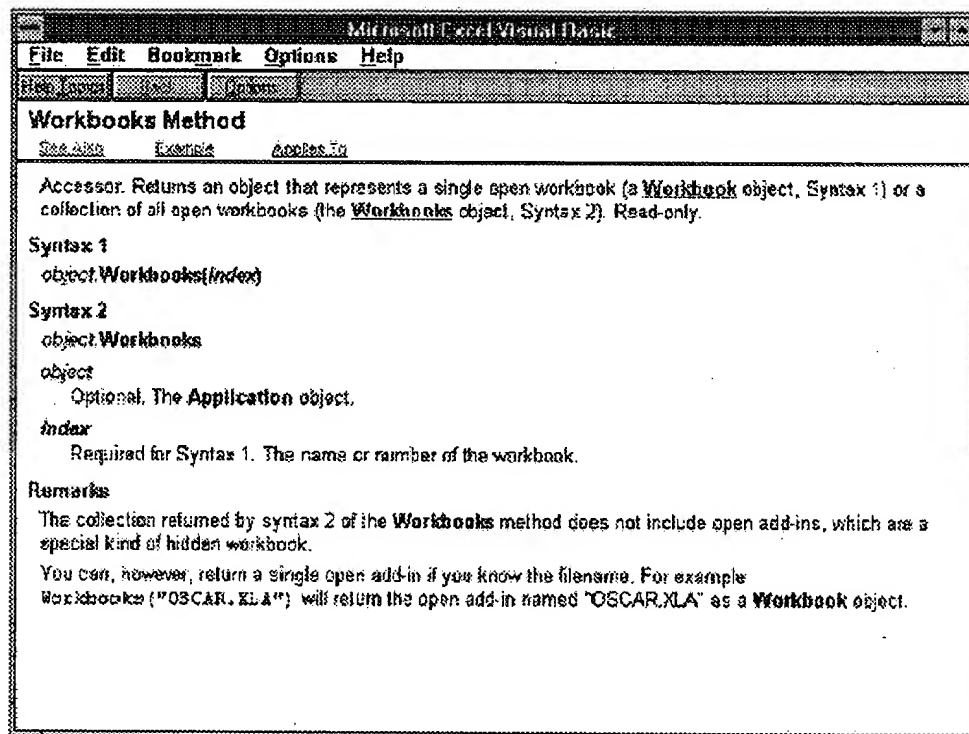 Microsoft Excel Visual Basic
File Edit Bookmark Options Help
Help Topics Back Options
Workbooks Method
See Also Example Applies To
Accessor. Returns an object that represents a single open workbook (a Workbook object, Syntax 1) or a
collection of all open workbooks (the Workbooks object, Syntax 2). Read-only.
Syntax 1
object.Workbooks(index)
Syntax 2
object.Workbooks
object
Optional. The Application object.
index
Required for Syntax 1. The name or number of the workbook.
Remarks
The collection returned by syntax 2 of the Workbooks method does not include open add-ins, which are a
special kind of hidden workbook.
You can, however, return a single open add-in if you know the filename. For example
Workbooks("OSCAR.XLA") will return the open add-in named "OSCAR.XLA" as a Workbook object.